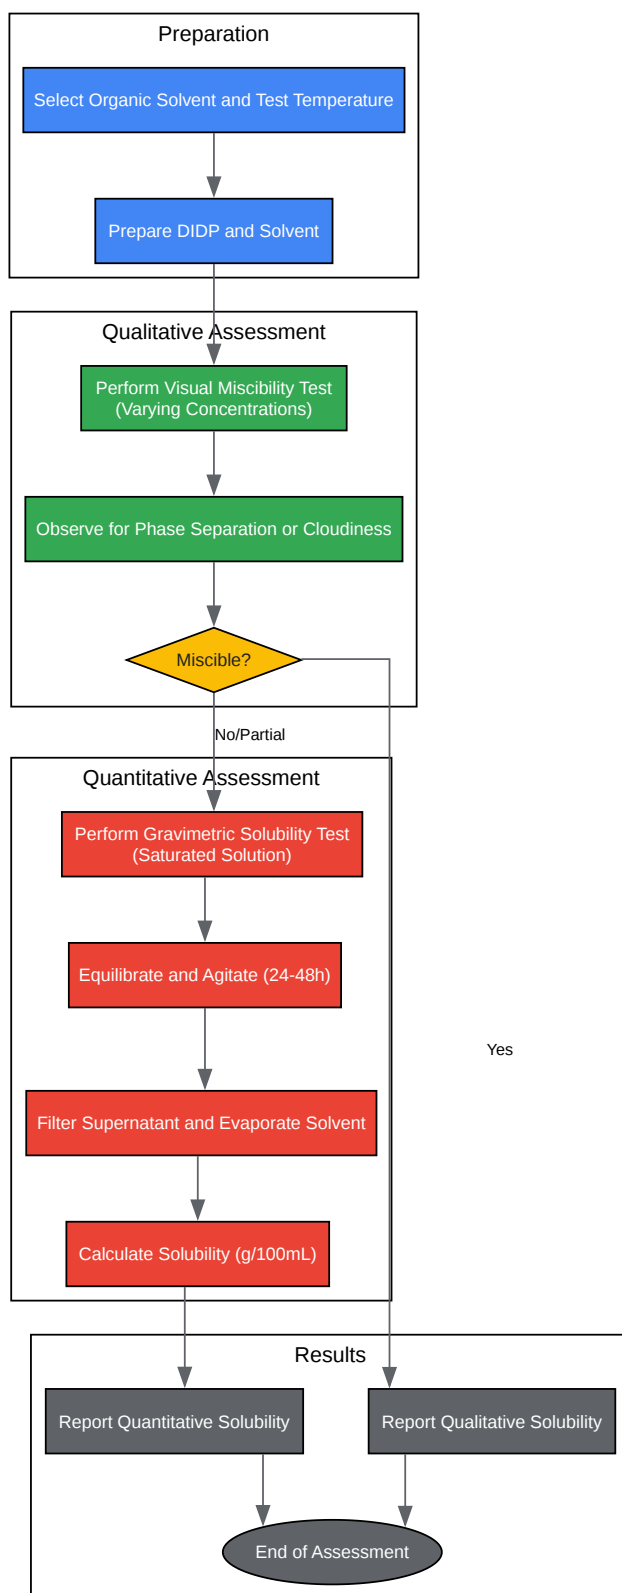 Preparation
Select Organic Solvent and Test Temperature
Prepare DIDP and Solvent
Qualitative Assessment
Perform Visual Miscibility Test
(Varying Concentrations)
Observe for Phase Separation or Cloudiness
Miscible?
No/Partial
Quantitative Assessment
Perform Gravimetric Solubility Test
(Saturated Solution)
Equilibrate and Agitate (24-48h)
Yes
Filter Supernatant and Evaporate Solvent
Calculate Solubility (g/100mL)
Results
Report Quantitative Solubility
Report Qualitative Solubility
End of Assessment